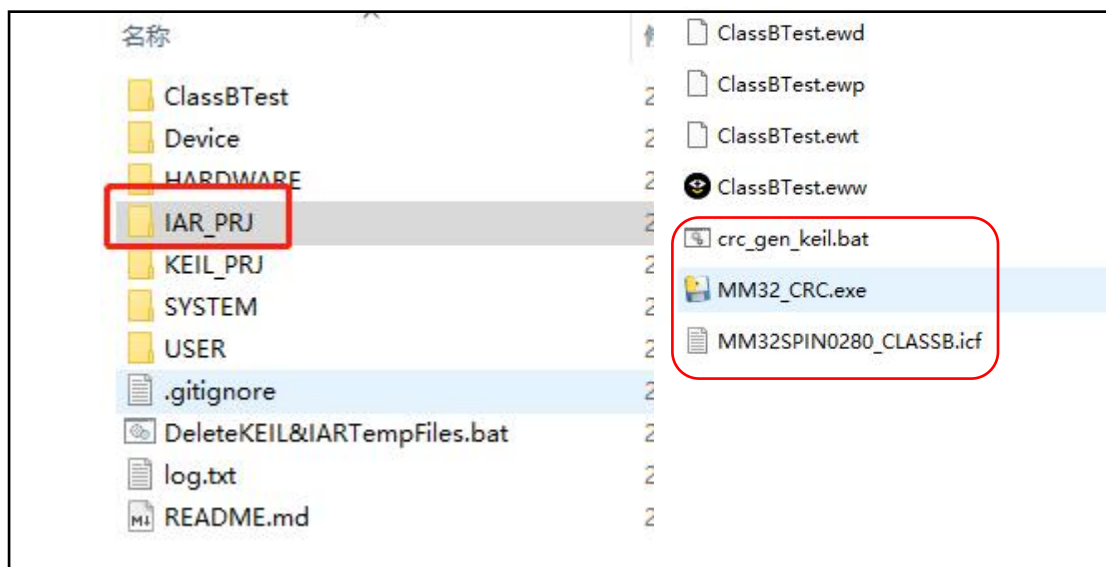 名称
ClassBTest
Device
HARDWARE
IAR_PRJ
KEIL_PRJ
SYSTEM
USER
.gitignore
DeleteKEIL&IARTempFiles.bat
log.txt
README.md
ClassBTest.ewd
ClassBTest.ewp
ClassBTest.ewt
ClassBTest.eww
crc_gen_keil.bat
MM32_CRC.exe
MM32SPIN0280_CLASSB.icf